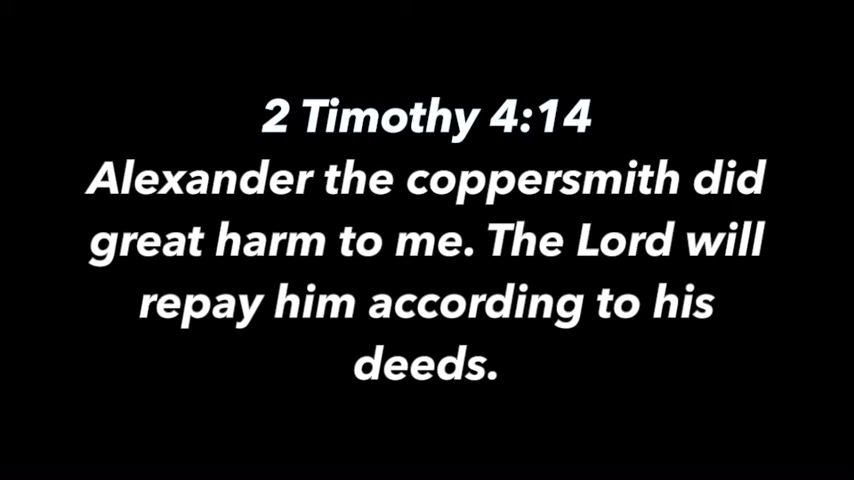 2 Timothy 4:14
Alexander the coppersmith did
great harm to me. The Lord will
repay him according to his
deeds.